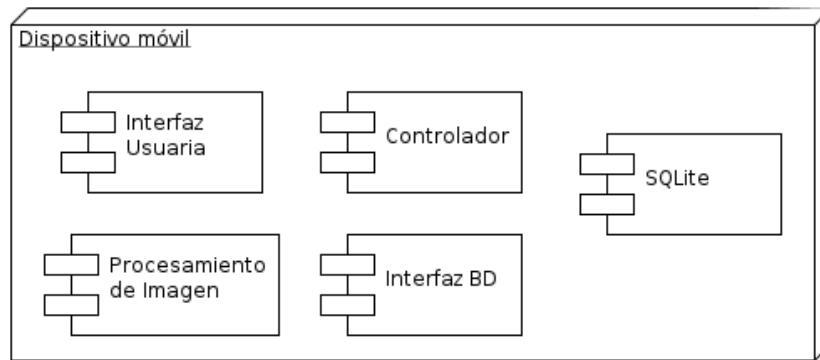 Dispositivo móvil
Interfaz
Usuaria
Controlador
SQLite
Procesamiento
de Imagen
Interfaz BD